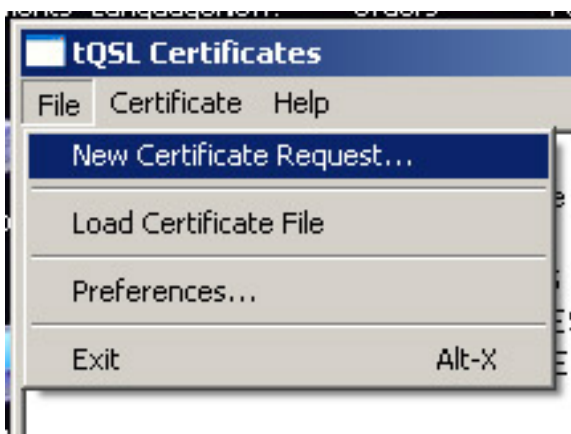 tQSL Certificates
File Certificate Help
New Certificate Request...
Load Certificate File
Preferences...
Exit Alt-X